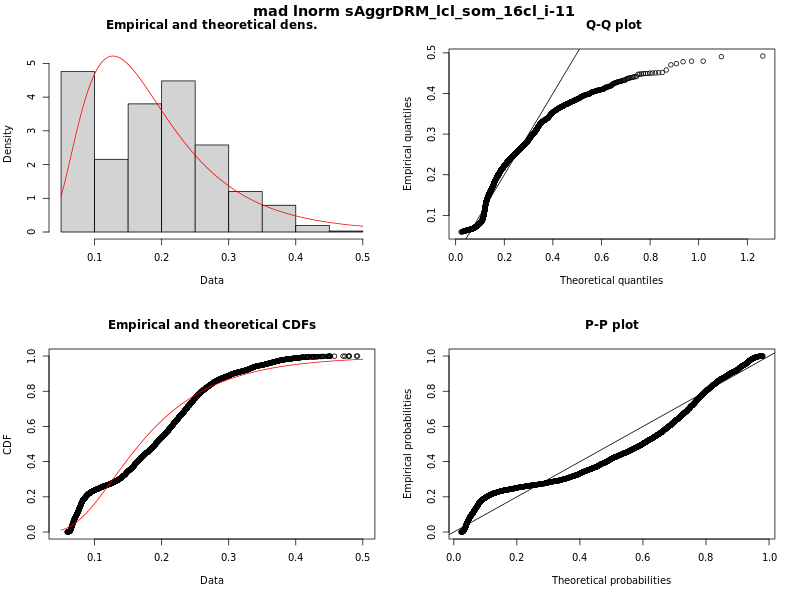 mad lnorm sAggrDRM_lcl_som_16cl_i-11
Empirical and theoretical dens.
Density
0 1 2 3 4 5
0.1 0.2 0.3 0.4 0.5
Data
Q-Q plot
Empirical quantiles
0.1 0.2 0.3 0.4 0.5
0.0 0.2 0.4 0.6 0.8 1.0 1.2
Theoretical quantiles
Empirical and theoretical CDFs
CDF
0.0 0.2 0.4 0.6 0.8 1.0
0.1 0.2 0.3 0.4 0.5
Data
P-P plot
Empirical probabilities
0.0 0.2 0.4 0.6 0.8 1.0
0.0 0.2 0.4 0.6 0.8 1.0
Theoretical probabilities